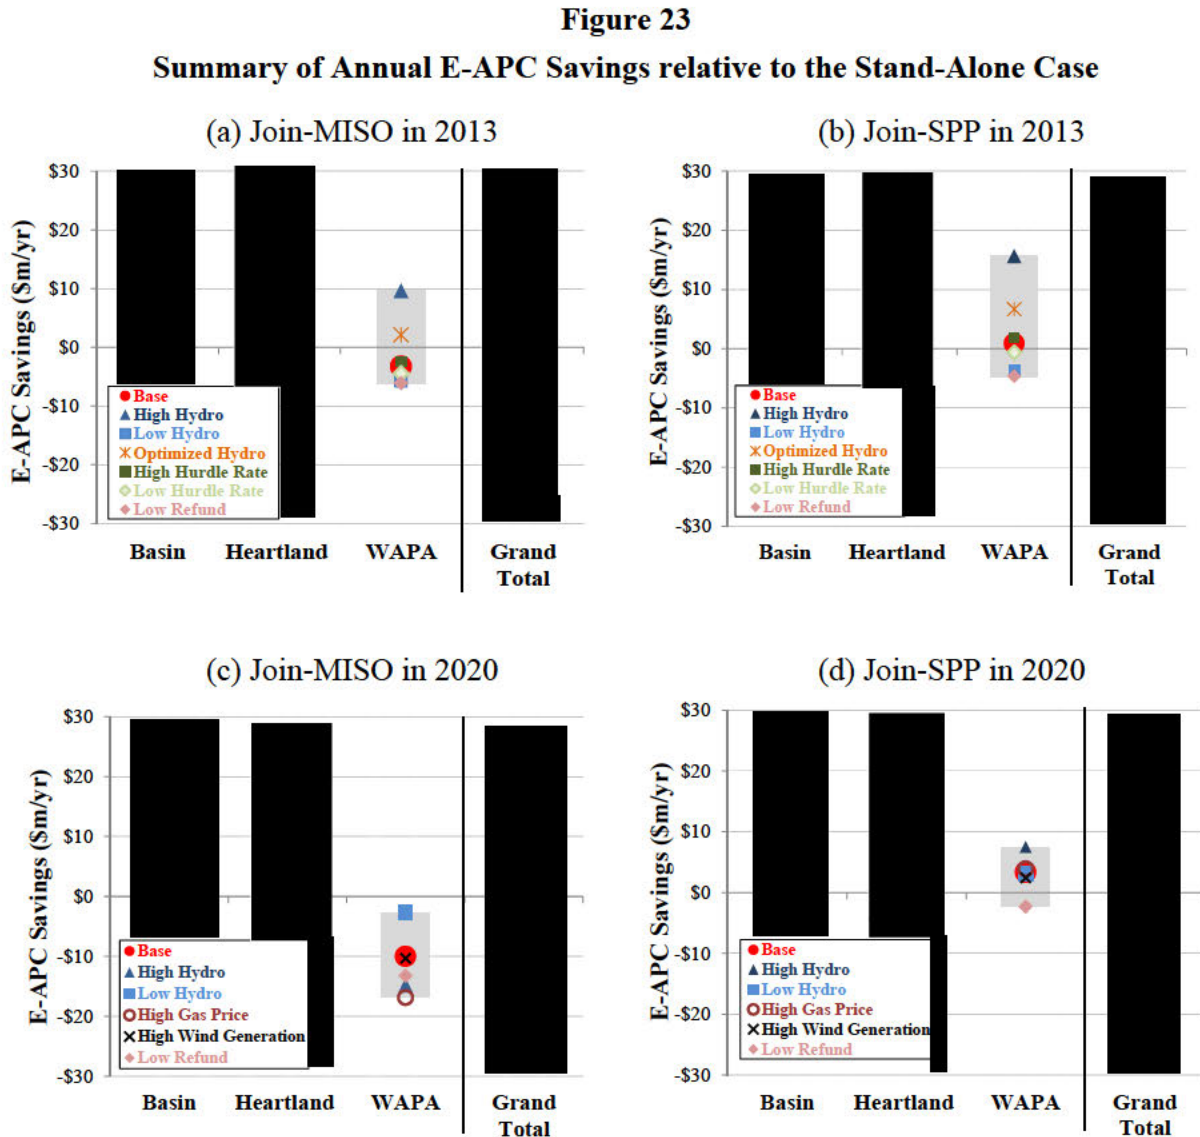 Figure 23
Summary of Annual E-APC Savings relative to the Stand-Alone Case
(a) Join-MISO in 2013
E-APC Savings ($m/yr)
$30
$20
$10
$0
-$10
-$20
-$30
Base
High Hydro
Low Hydro
Optimized Hydro
High Hurdle Rate
Low Hurdle Rate
Low Refund
Basin
Heartland
WAPA
Grand
Total
(b) Join-SPP in 2013
E-APC Savings ($m/yr)
$30
$20
$10
$0
-$10
-$20
-$30
Base
High Hydro
Low Hydro
Optimized Hydro
High Hurdle Rate
Low Hurdle Rate
Low Refund
Basin
Heartland
WAPA
Grand
Total
(c) Join-MISO in 2020
E-APC Savings ($m/yr)
$30
$20
$10
$0
-$10
-$20
-$30
Base
High Hydro
Low Hydro
High Gas Price
High Wind Generation
Low Refund
Basin
Heartland
WAPA
Grand
Total
(d) Join-SPP in 2020
E-APC Savings ($m/yr)
$30
$20
$10
$0
-$10
-$20
-$30
Base
High Hydro
Low Hydro
High Gas Price
High Wind Generation
Low Refund
Basin
Heartland
WAPA
Grand
Total